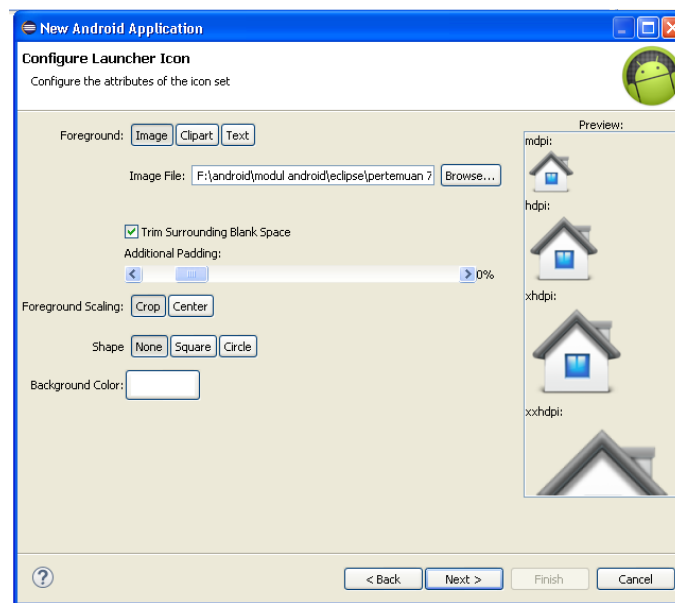 New Android Application
Configure Launcher Icon
Configure the attributes of the icon set
Foreground: Image Clipart Text
Image File: F:\android\modul android\eclipse\pertemuan 7 Browse...
Trim Surrounding Blank Space
Additional Padding:
0%
Foreground Scaling: Crop Center
Shape None Square Circle
Background Color:
Preview:
mdpi:
hdpi:
xhdpi:
xxhdpi:
? < Back Next > Finish Cancel